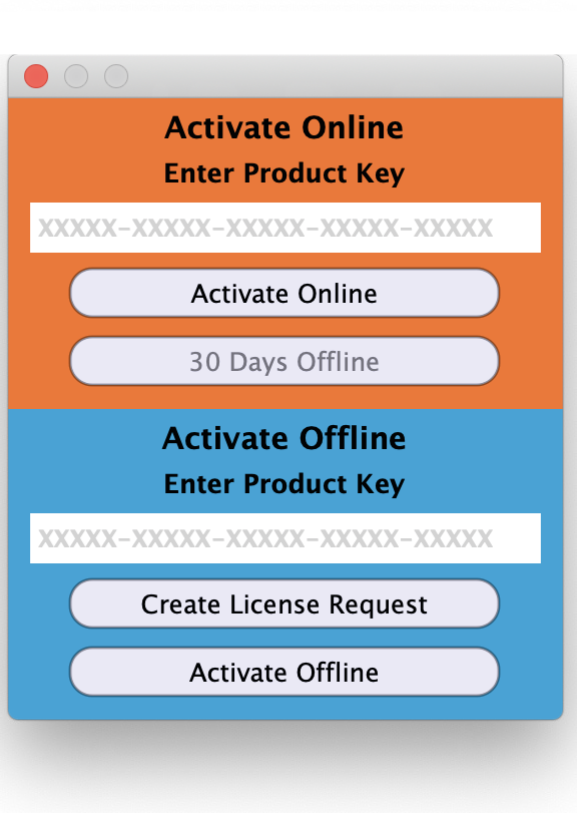 Activate Online
Enter Product Key
XXXXX-XXXXX-XXXXX-XXXXX-XXXXX
Activate Online
30 Days Offline
Activate Offline
Enter Product Key
XXXXX-XXXXX-XXXXX-XXXXX-XXXXX
Create License Request
Activate Offline